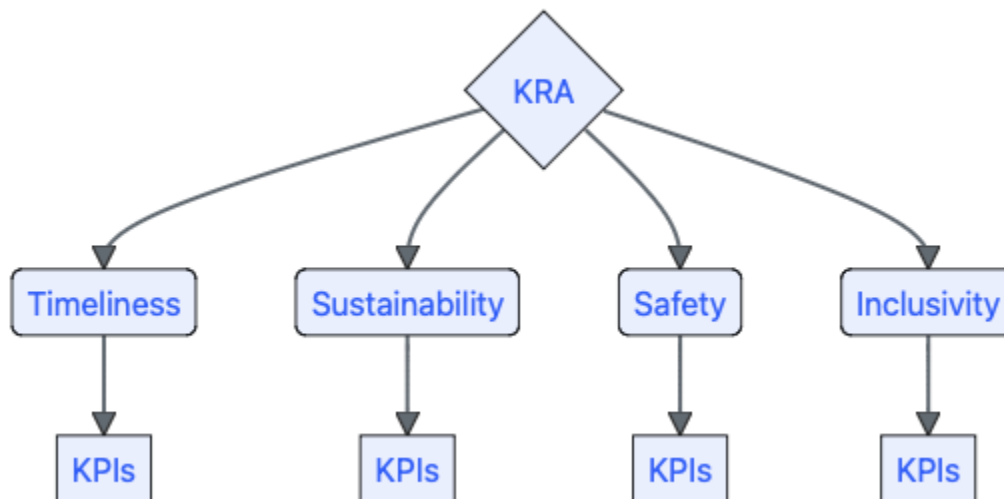 KRA
Timeliness
Sustainability
Safety
Inclusivity
KPIs
KPIs
KPIs
KPIs